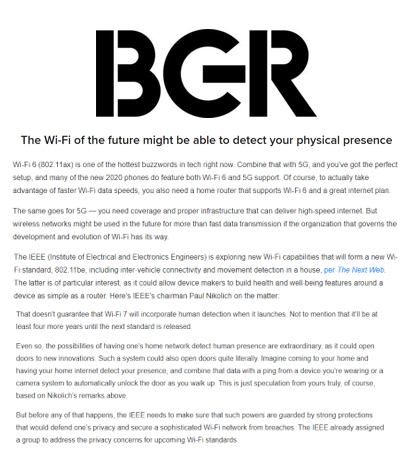 BGR
The Wi-Fi of the future might be able to detect your physical presence
Wi-Fi 6 (802.11ax) is one of the hottest buzzwords in tech right now. Combine that with 5G, and you've got the perfect
setup, and many of the new 2020 phones do feature both Wi-Fi 6 and 5G support. Of course, to actually take
advantage of faster Wi-Fi data speeds, you also need a home router that supports Wi-Fi 6 and a great internet plan.
The same goes for 5G — you need coverage and proper infrastructure that can deliver high-speed internet. But
wireless networks might be used in the future for more than fast data transmission if the organization that governs the
development and evolution of Wi-Fi has its way.
The IEEE (Institute of Electrical and Electronics Engineers) is exploring new Wi-Fi capabilities that will form a new Wi-
Fi standard, 802.11be, including inter-vehicle connectivity and movement detection in a house, per The Next Web.
The latter is of particular interest, as it could allow device makers to build health and well-being features around a
device as simple as a router. Here's IEEE's chairman Paul Nikolich on the matter:
That doesn't guarantee that Wi-Fi 7 will incorporate human detection when it launches. Not to mention that it'll be at
least four more years until the next standard is released.
Even so, the possibilities of having one's home network detect human presence are extraordinary, as it could open
doors to new innovations. Such a system could also open doors quite literally. Imagine coming to your home and
having your home internet detect your presence, and combine that data with a ping from a device you're wearing or a
camera system to automatically unlock the door as you walk up. This is just speculation from yours truly, of course,
based on Nikolich's remarks above.
But before any of that happens, the IEEE needs to make sure that such powers are guarded by strong protections
that would defend one's privacy and secure a sophisticated Wi-Fi network from breaches. The IEEE already assigned
a group to address the privacy concerns for upcoming Wi-Fi standards.